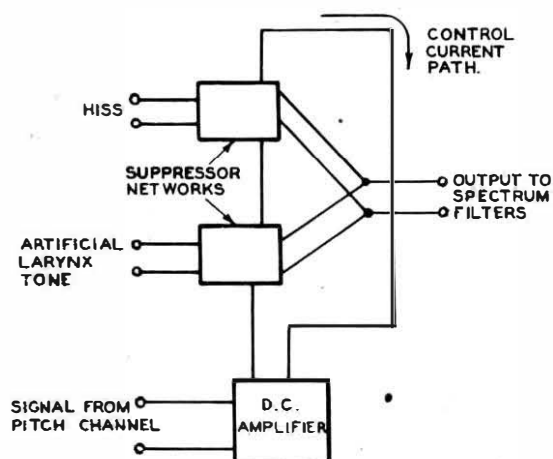 CONTROL
CURRENT
PATH.
HISS
SUPPRESSOR
NETWORKS
OUTPUT TO
SPECTRUM
FILTERS
ARTIFICIAL
LARYNX
TONE
SIGNAL FROM
PITCH CHANNEL
D.C.
AMPLIFIER